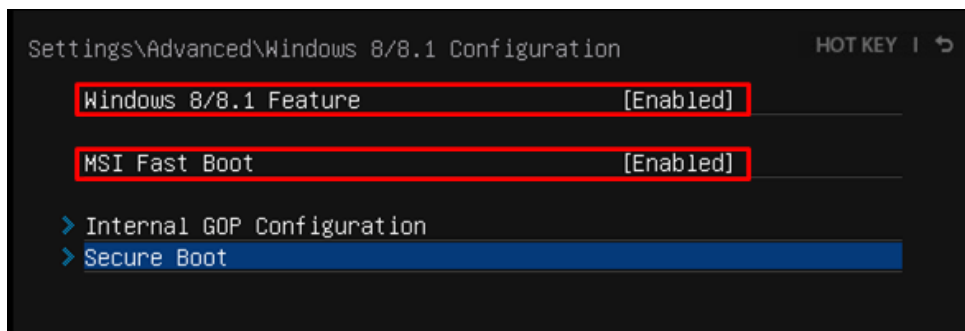 Settings\Advanced\Windows 8/8.1 Configuration HOT KEY | ↩
Windows 8/8.1 Feature [Enabled]
MSI Fast Boot [Enabled]
> Internal GOP Configuration
> Secure Boot